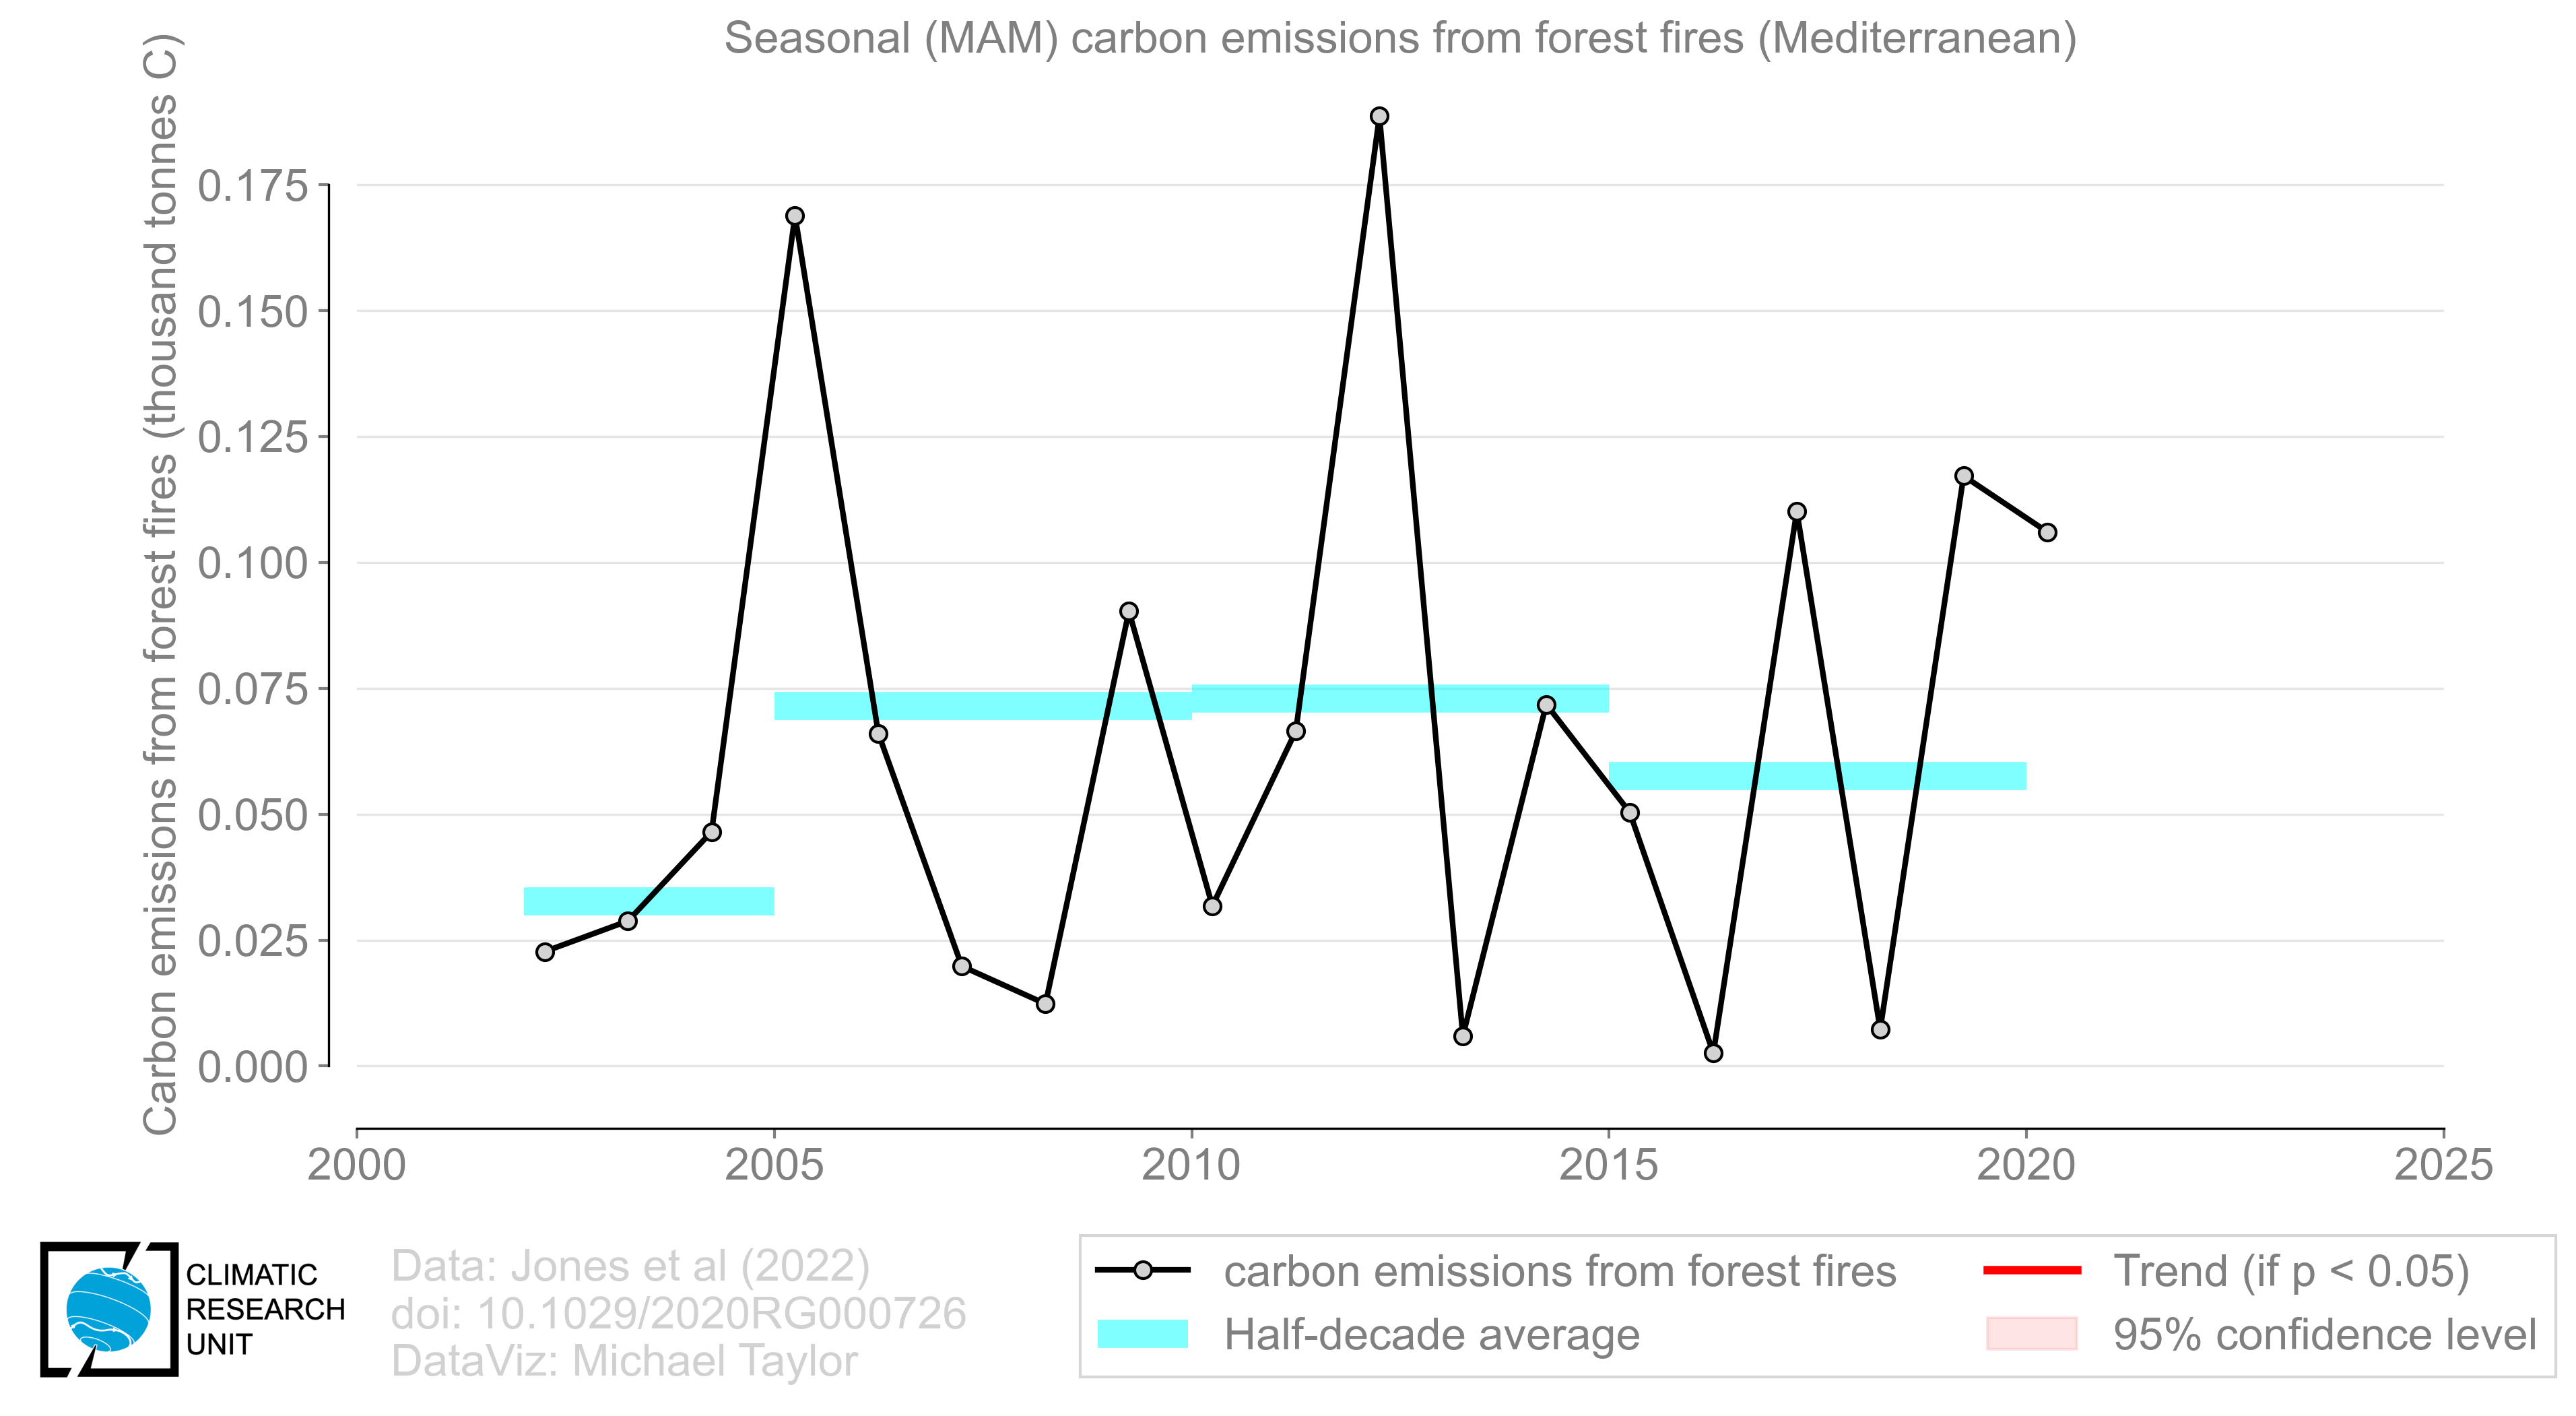 Seasonal (MAM) carbon emissions from forest fires (Mediterranean)
Carbon emissions from forest fires (thousand tonnes C)
0.175
0.150
0.125
0.100
0.075
0.050
0.025
0.000
2000 2005 2010 2015 2020 2025
CLIMATIC
RESEARCH
UNIT
Data: Jones et al (2022)
doi: 10.1029/2020RG000726
DataViz: Michael Taylor
carbon emissions from forest fires
Half-decade average
Trend (if p < 0.05)
95% confidence level